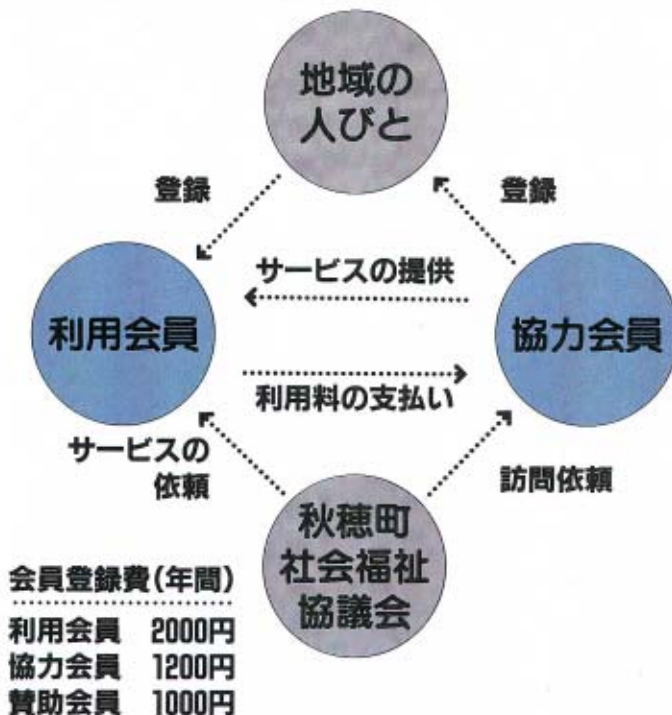 地域の
人びと
登録
登録
サービスの提供
利用会員
協力会員
利用料の支払い
サービスの
依頼
訪問依頼
秋穂町
社会福祉
協議会
会員登録費(年間)
利用会員 2000円
協力会員 1200円
賛助会員 1000円